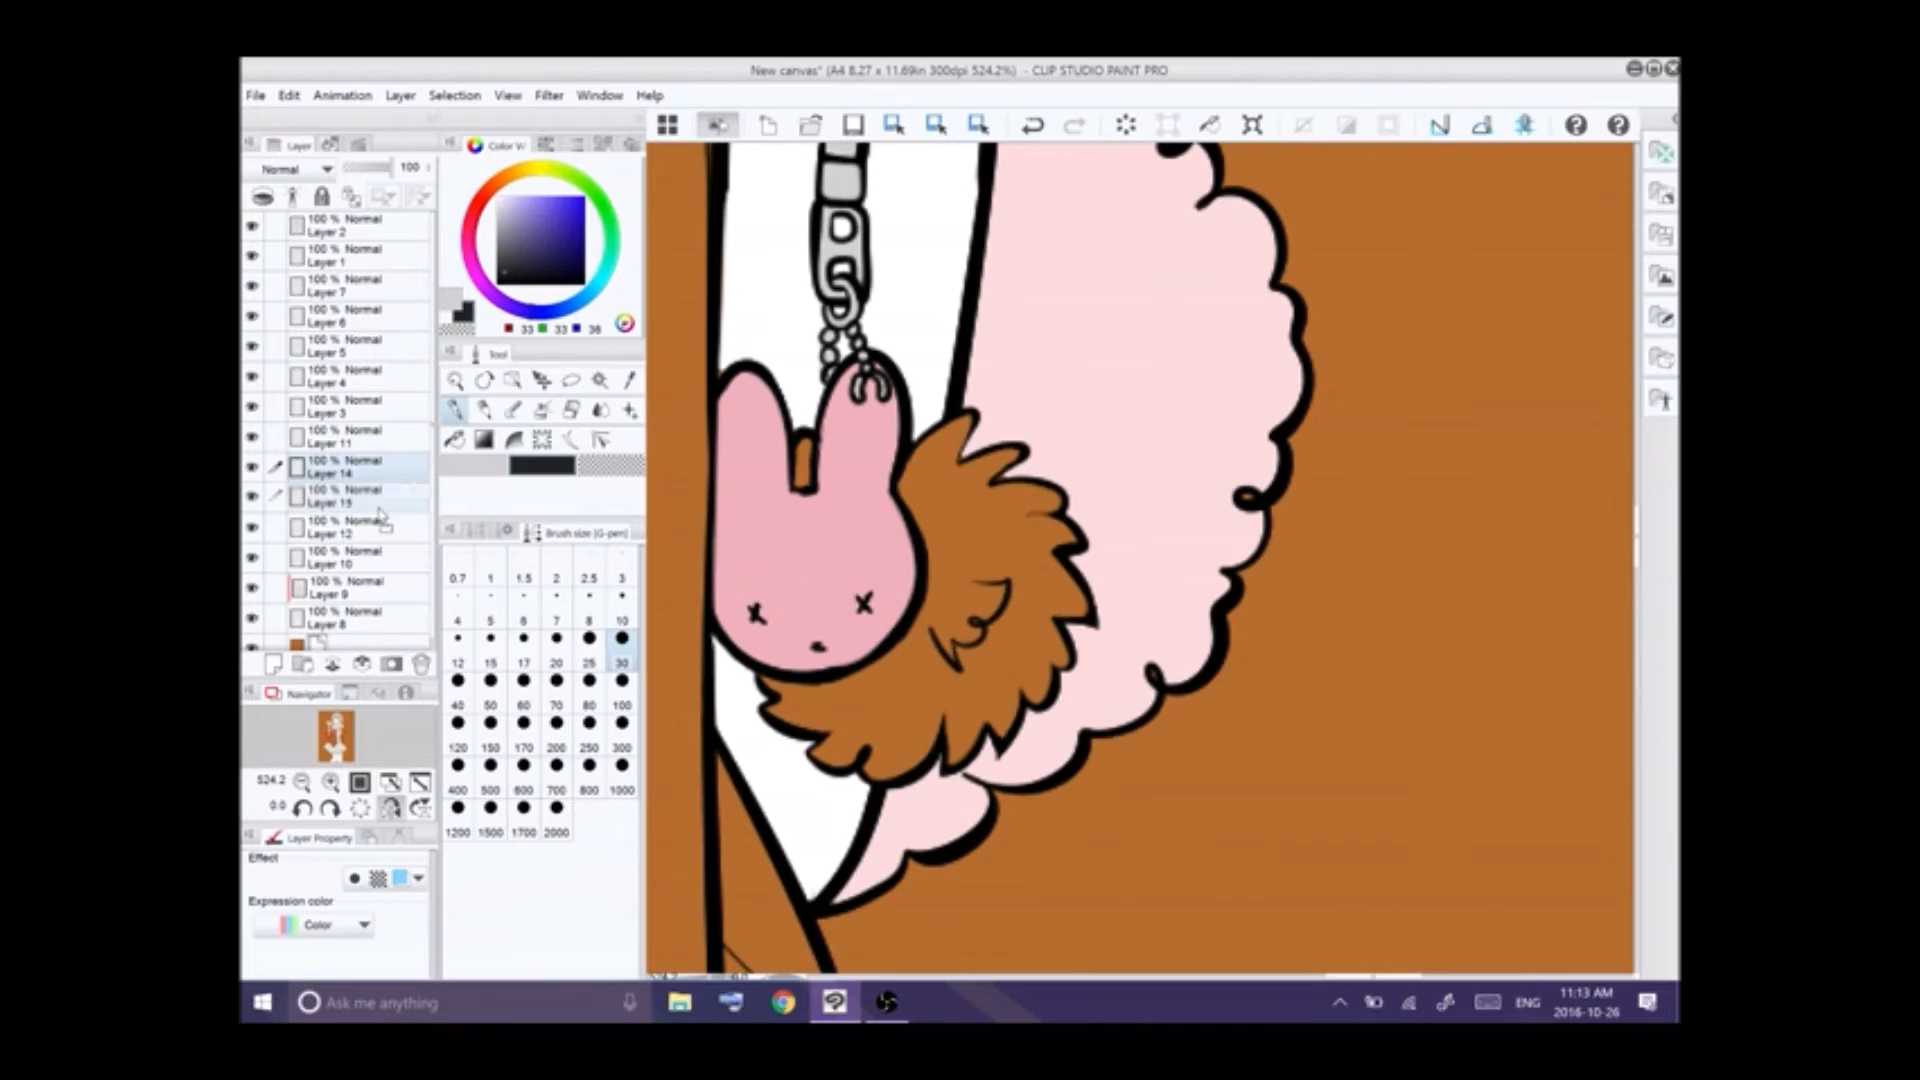 New canvas* (A4 8.27 x 11.69in 300dpi 524.2%) - CLIP STUDIO PAINT PRO
File Edit Animation Layer Selection View Filter Window Help
Layer
Normal 100
100 % Normal
Layer 2
100 % Normal
Layer 1
100 % Normal
Layer 7
100 % Normal
Layer 6
100 % Normal
Layer 5
100 % Normal
Layer 4
100 % Normal
Layer 3
100 % Normal
Layer 11
100 % Normal
Layer 14
100 % Normal
Layer 13
100 % Normal
Layer 12
100 % Normal
Layer 10
100 % Normal
Layer 9
100 % Normal
Layer 8
Navigator
524.2
0.0
Layer Property
Effect
Expression color
Color
Color W
33 33 36
Tool
Brush size [G-pen]
0.7 1 1.5 2 2.5 3
4 5 6 7 8 10
12 15 17 20 25 30
40 50 60 70 80 100
120 150 170 200 250 300
400 500 600 700 800 1000
1200 1500 1700 2000
Ask me anything
ENG
11:13 AM
2016-10-26